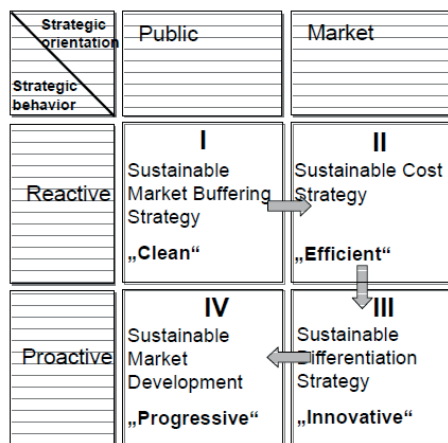 Strategic
orientation
Strategic
behavior
Public
Market
Reactive
I
Sustainable
Market Buffering
Strategy
„Clean“
II
Sustainable Cost
Strategy
„Efficient“
Proactive
IV
Sustainable
Market
Development
„Progressive“
III
Sustainable
Differentiation
Strategy
„Innovative“